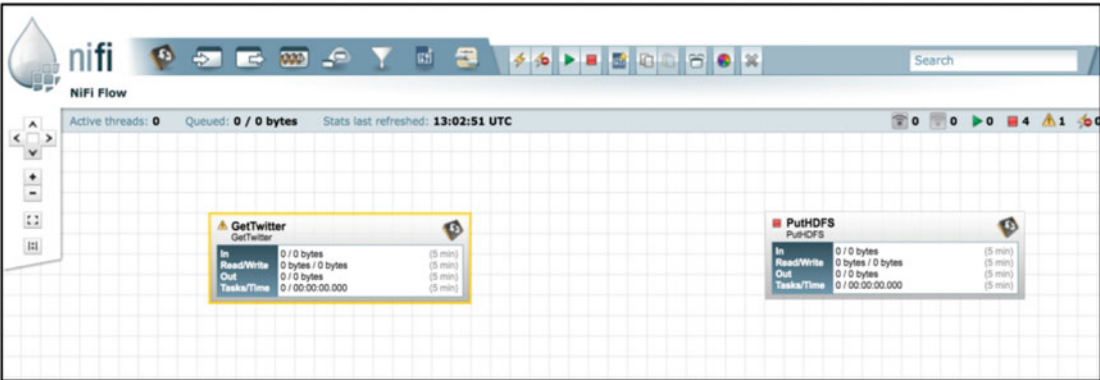 nifi
Search
NiFi Flow
Active threads: 0 Queued: 0 / 0 bytes Stats last refreshed: 13:02:51 UTC 0 0 0 4 1 0
GetTwitter
GetTwitter
In 0 / 0 bytes (5 min)
Read/Write 0 bytes / 0 bytes (5 min)
Out 0 / 0 bytes (5 min)
Tasks/Time 0 / 00:00:00.000 (5 min)
PutHDFS
PutHDFS
In 0 / 0 bytes (5 min)
Read/Write 0 bytes / 0 bytes (5 min)
Out 0 / 0 bytes (5 min)
Tasks/Time 0 / 00:00:00.000 (5 min)